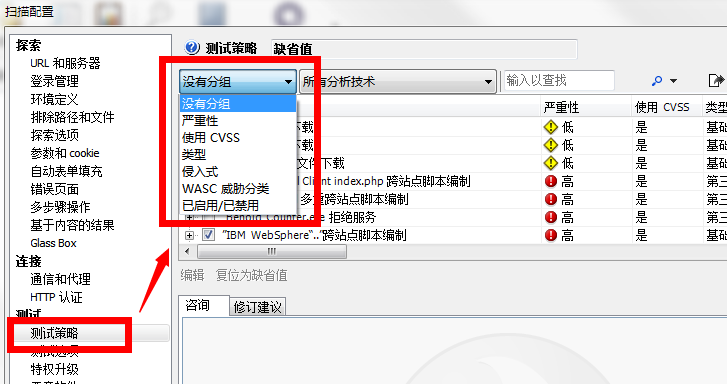 扫描配置
探索
URL 和服务器
登录管理
环境定义
排除路径和文件
探索选项
参数和 cookie
自动表单填充
错误页面
多步骤操作
基于内容的结果
Glass Box
连接
通信和代理
HTTP 认证
测试
测试策略
测试选项
特权升级
测试策略 缺省值
没有分组 所有分析技术 输入以查找
没有分组
严重性
使用 CVSS
类型
侵入式
WASC 威胁分类
已启用/已禁用
严重性 使用 CVSS 类型
下载 低 是 基础
下载 低 是 基础
文件下载 低 是 基础
Client index.php 跨站点脚本编制 高 是 第三
多重跨站点脚本编制 高 是 第三
Behold Counter.exe 拒绝服务 高 是 第三
"IBM WebSphere"..."跨站点脚本编制 高 是 基础
编辑 复位为缺省值
咨询 修订建议